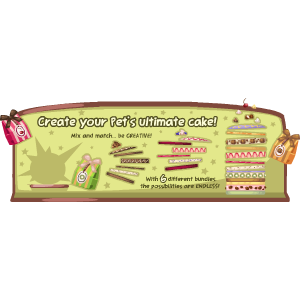 Create your Pet's ultimate cake!
Mix and match... be CREATIVE!
With 6 different bundles,
the possibilities are ENDLESS!